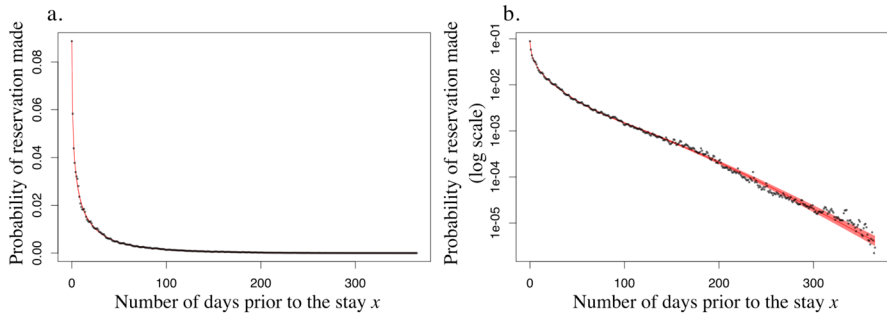 a.
Probability of reservation made
0.08
0.06
0.04
0.02
0.00
0
100
200
300
Number of days prior to the stay x
b.
Probability of reservation made
(log scale)
1e-01
1e-02
1e-03
1e-04
1e-05
0
100
200
300
Number of days prior to the stay x